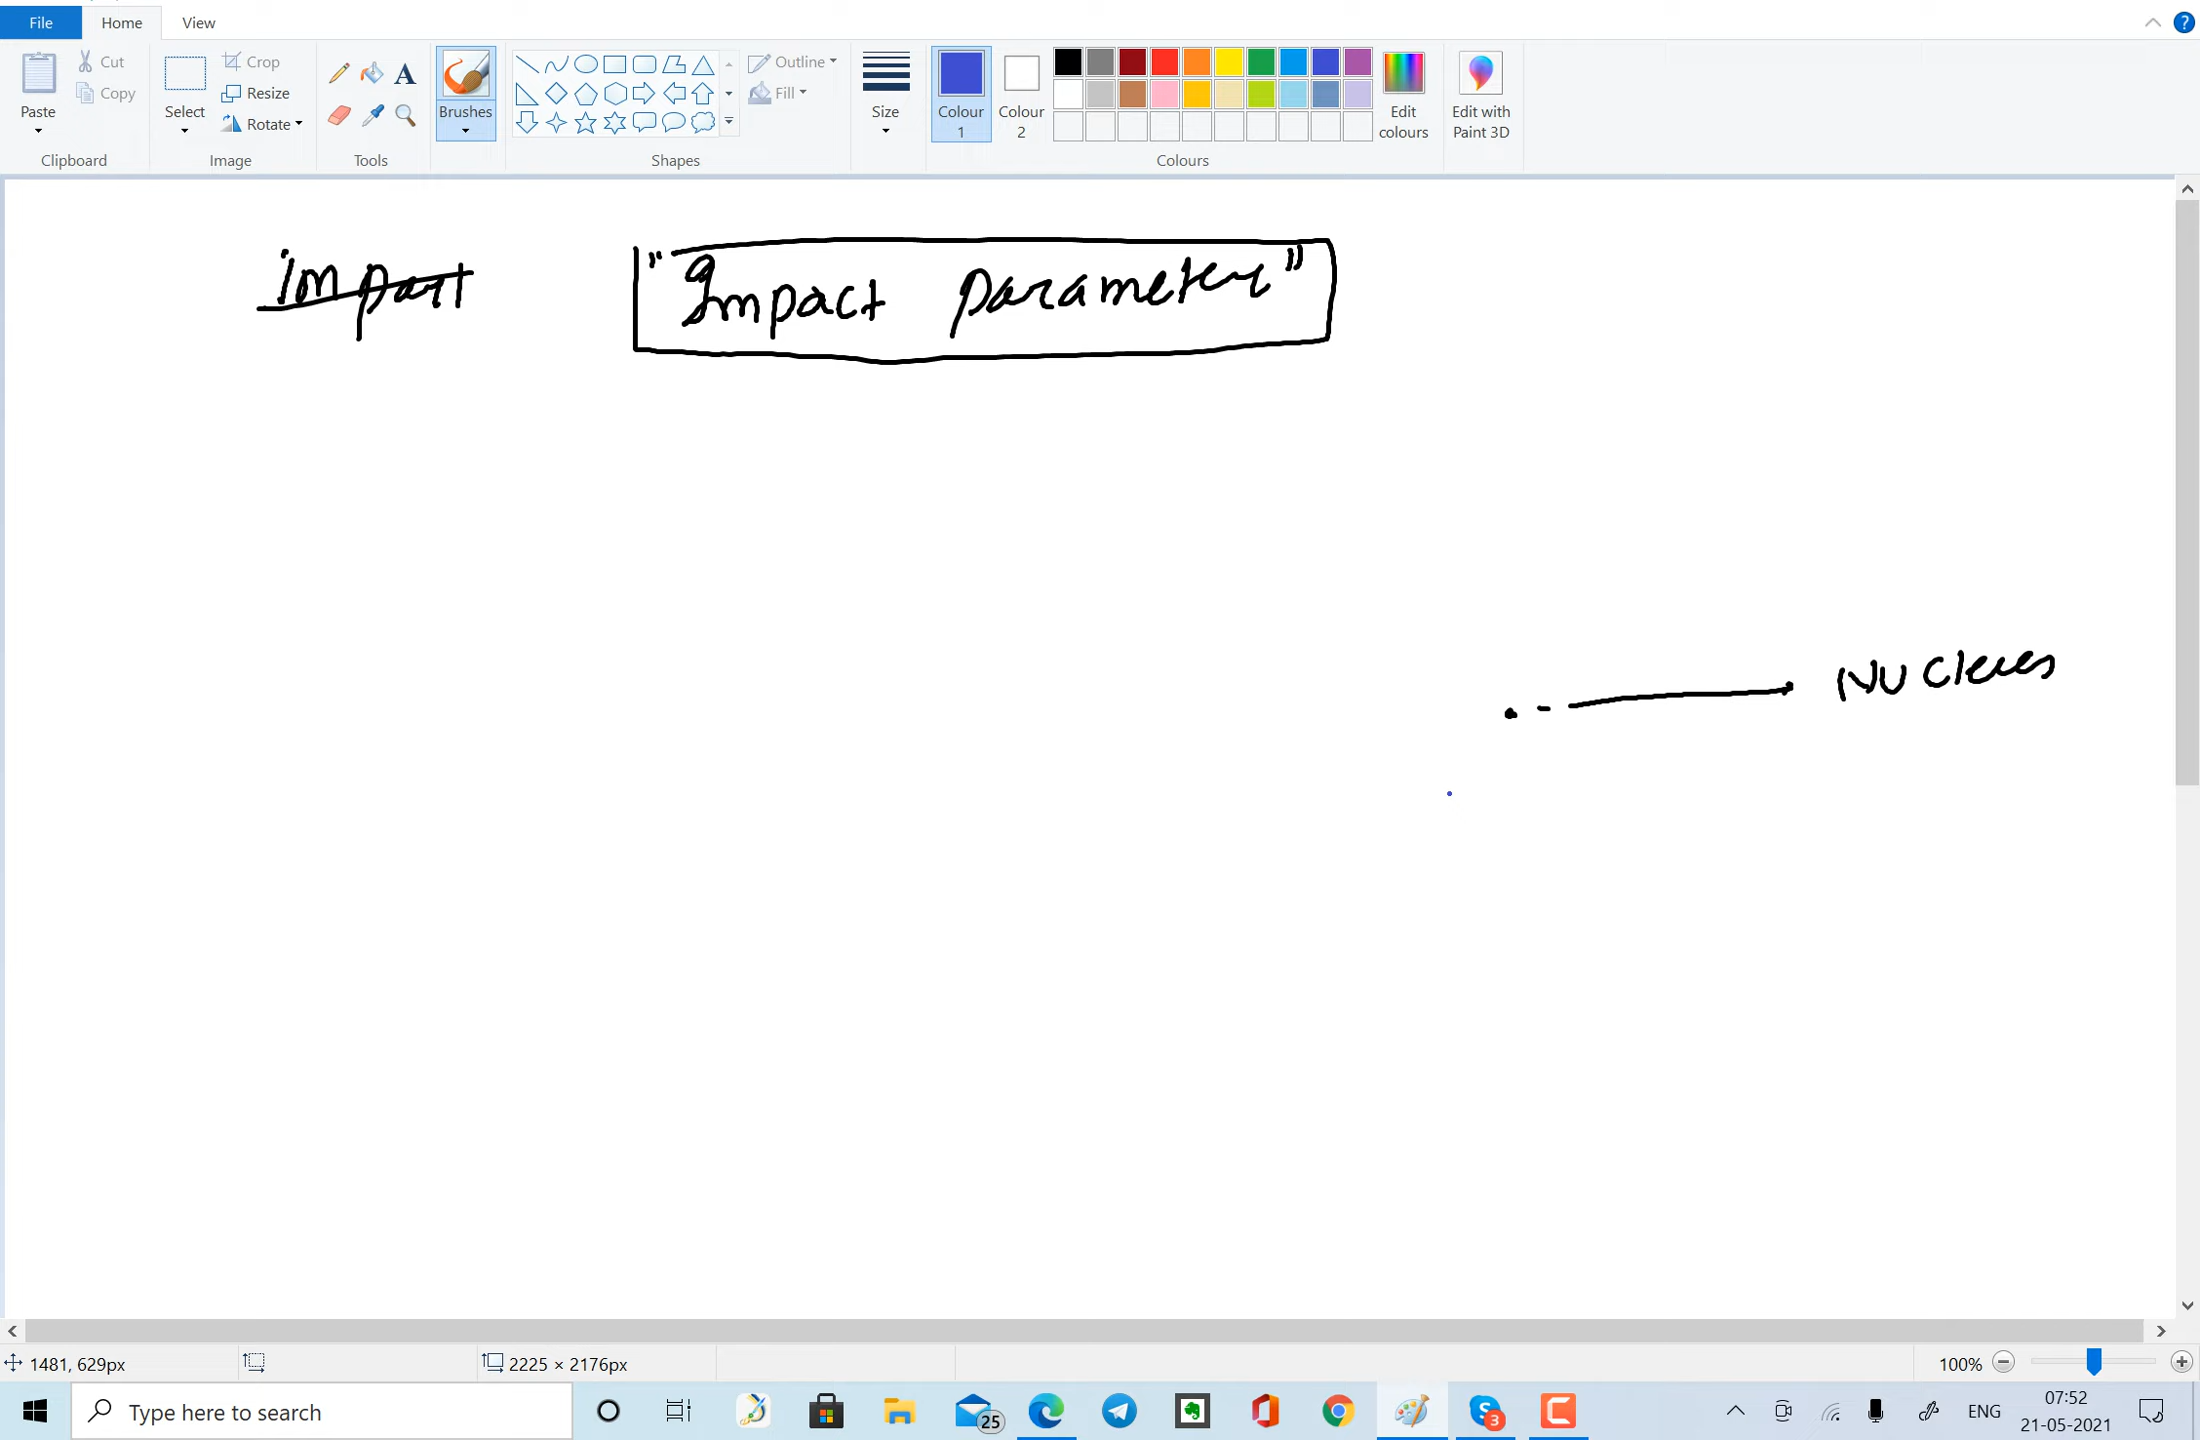 File Home View
Paste Cut Copy Clipboard
Select Crop Resize Rotate Image
Tools
Brushes
Outline Fill Shapes
Size
Colour 1 Colour 2 Edit colours Colours
Edit with Paint 3D
"Impact parameter"
Nucleus
1481, 629px 2225 × 2176px 100%
Type here to search 25 3 ENG 07:52
21-05-2021